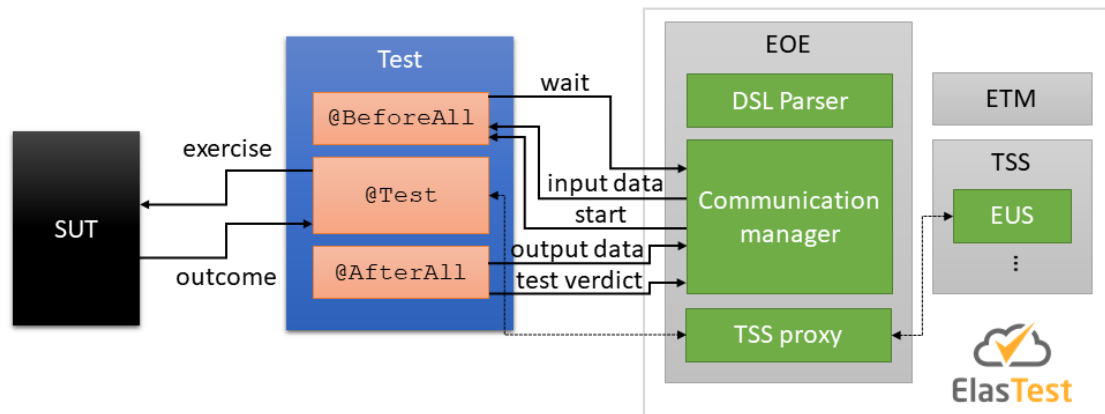 SUT
exercise
outcome
Test
@BeforeAll
@Test
@AfterAll
wait
input data
start
output data
test verdict
EOE
DSL Parser
Communication
manager
TSS proxy
ETM
TSS
EUS
...
ElasTest